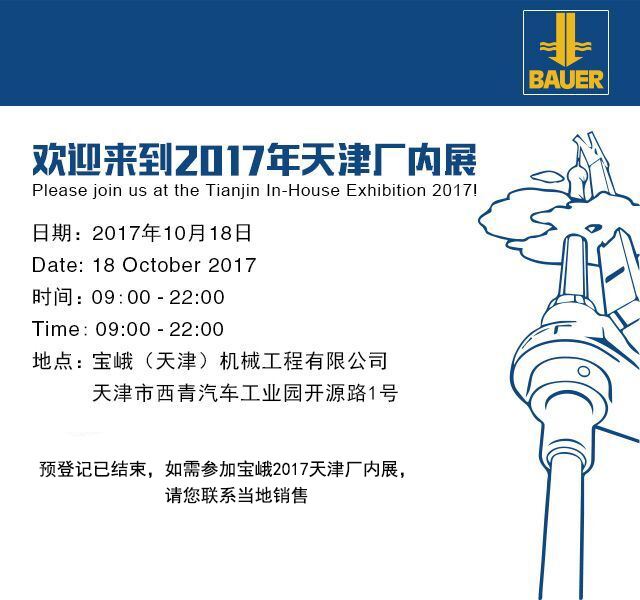 BAUER
欢迎来到2017年天津厂内展
Please join us at the Tianjin In-House Exhibition 2017!
日期：2017年10月18日
Date: 18 October 2017
时间：09:00 - 22:00
Time: 09:00 - 22:00
地点：宝峨（天津）机械工程有限公司
天津市西青汽车工业园开源路1号
预登记已结束，如需参加宝峨2017天津厂内展，
请您联系当地销售